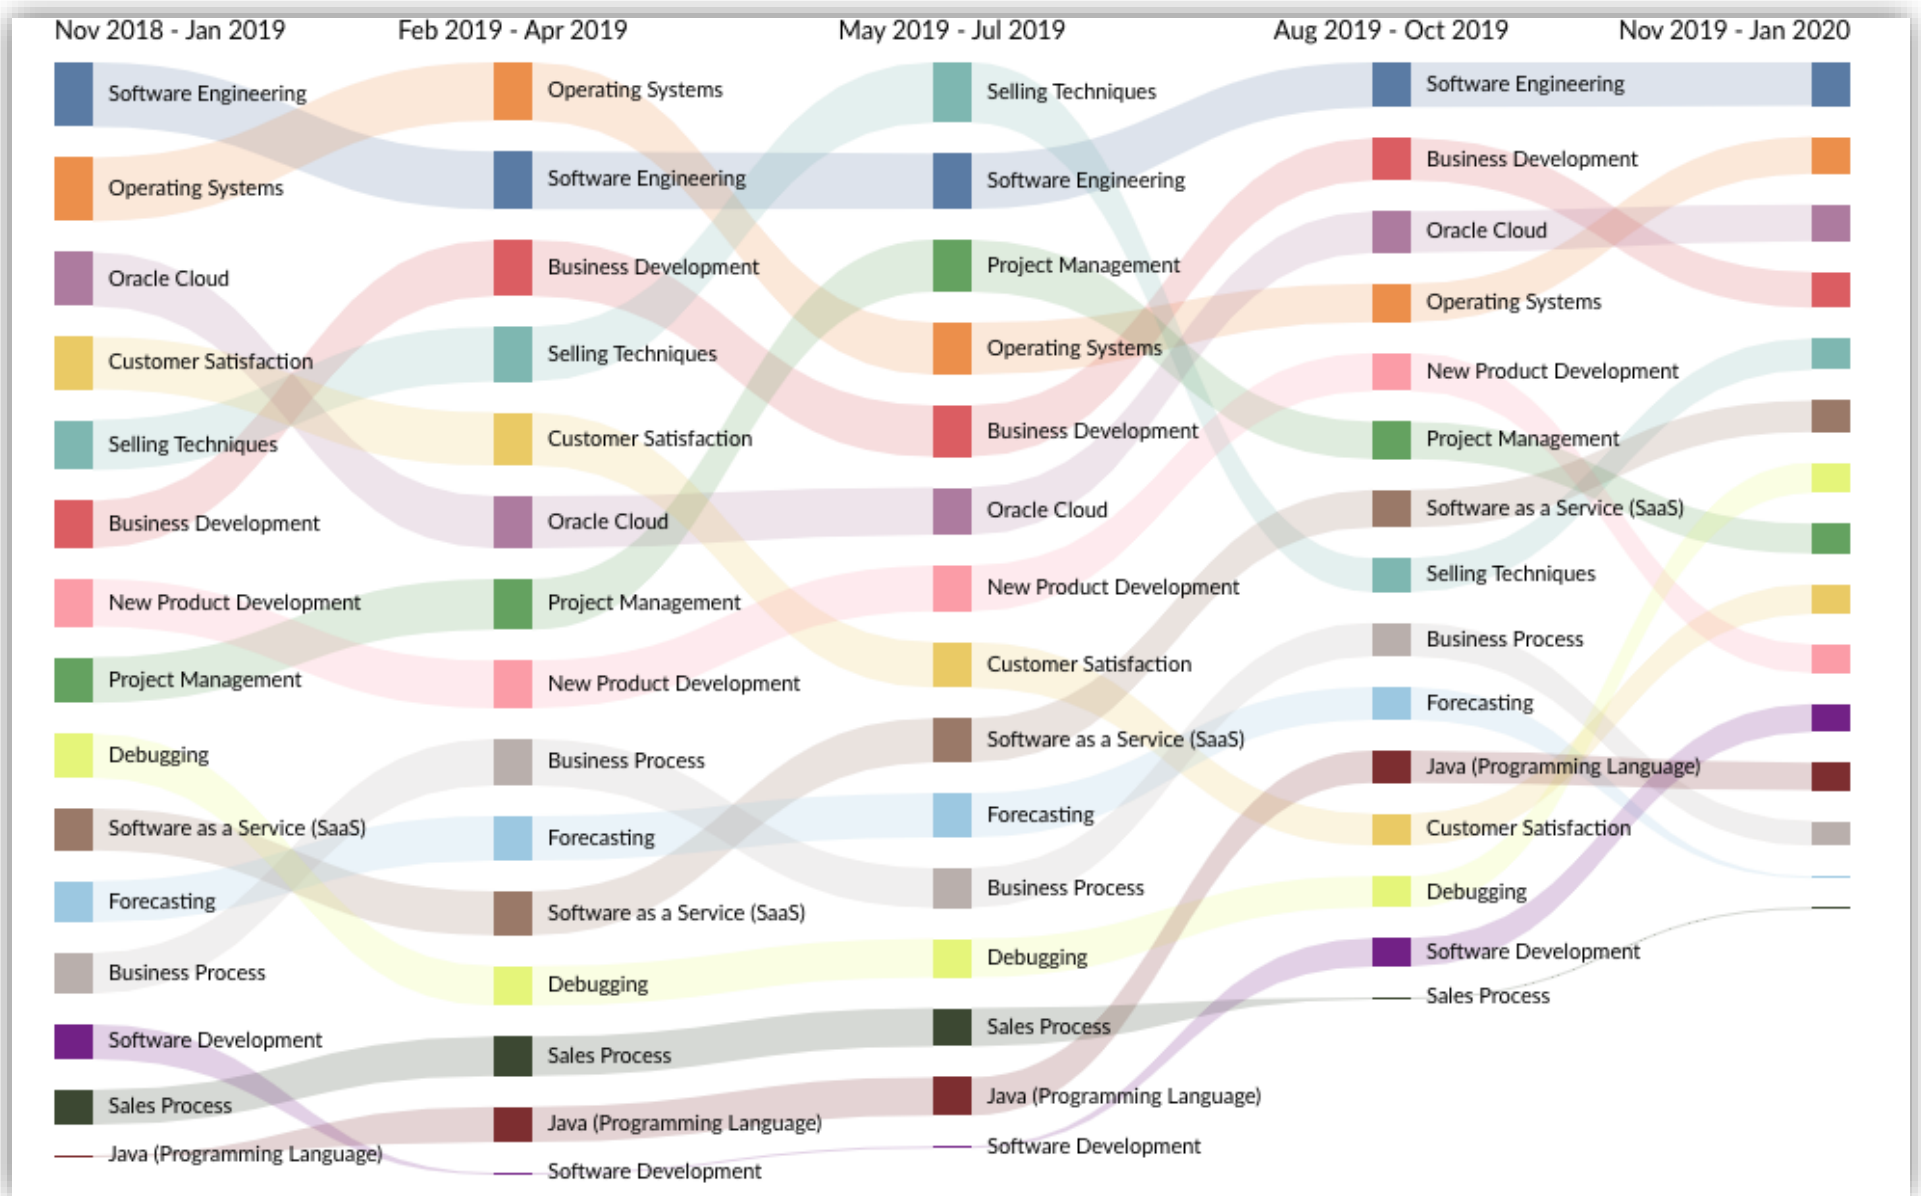 Nov 2018 - Jan 2019
Feb 2019 - Apr 2019
May 2019 - Jul 2019
Aug 2019 - Oct 2019
Nov 2019 - Jan 2020
Software Engineering
Operating Systems
Oracle Cloud
Customer Satisfaction
Selling Techniques
Business Development
New Product Development
Project Management
Debugging
Software as a Service (SaaS)
Forecasting
Business Process
Software Development
Sales Process
Java (Programming Language)
Operating Systems
Software Engineering
Business Development
Selling Techniques
Customer Satisfaction
Oracle Cloud
Project Management
New Product Development
Business Process
Forecasting
Software as a Service (SaaS)
Debugging
Sales Process
Java (Programming Language)
Software Development
Selling Techniques
Software Engineering
Project Management
Operating Systems
Business Development
Oracle Cloud
New Product Development
Customer Satisfaction
Software as a Service (SaaS)
Forecasting
Business Process
Debugging
Sales Process
Java (Programming Language)
Software Development
Software Engineering
Business Development
Oracle Cloud
Operating Systems
New Product Development
Project Management
Software as a Service (SaaS)
Selling Techniques
Business Process
Forecasting
Java (Programming Language)
Customer Satisfaction
Debugging
Software Development
Sales Process